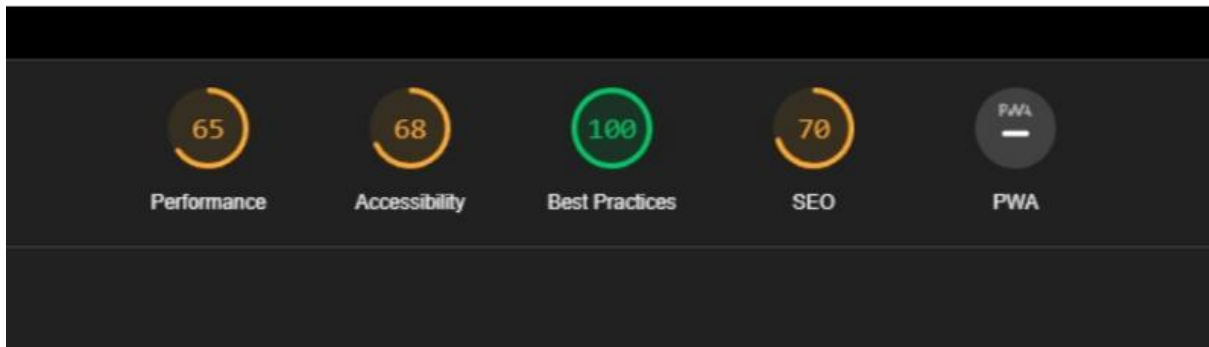 65 68 100 70 PWA
Performance Accessibility Best Practices SEO PWA